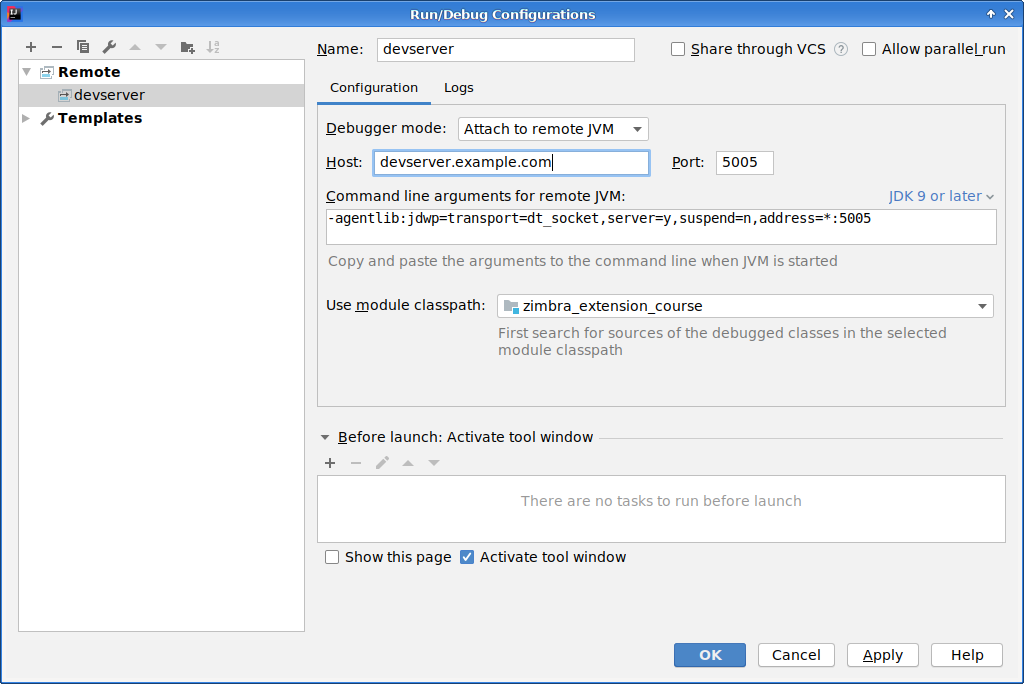 Run/Debug Configurations
Remote
devserver
Templates
Name: devserver
Share through VCS ? Allow parallel run
Configuration Logs
Debugger mode: Attach to remote JVM
Host: devserver.example.com Port: 5005
Command line arguments for remote JVM: JDK 9 or later
-agentlib:jdwp=transport=dt_socket,server=y,suspend=n,address=*:5005
Copy and paste the arguments to the command line when JVM is started
Use module classpath: zimbra_extension_course
First search for sources of the debugged classes in the selected
module classpath
Before launch: Activate tool window
There are no tasks to run before launch
Show this page Activate tool window
OK Cancel Apply Help